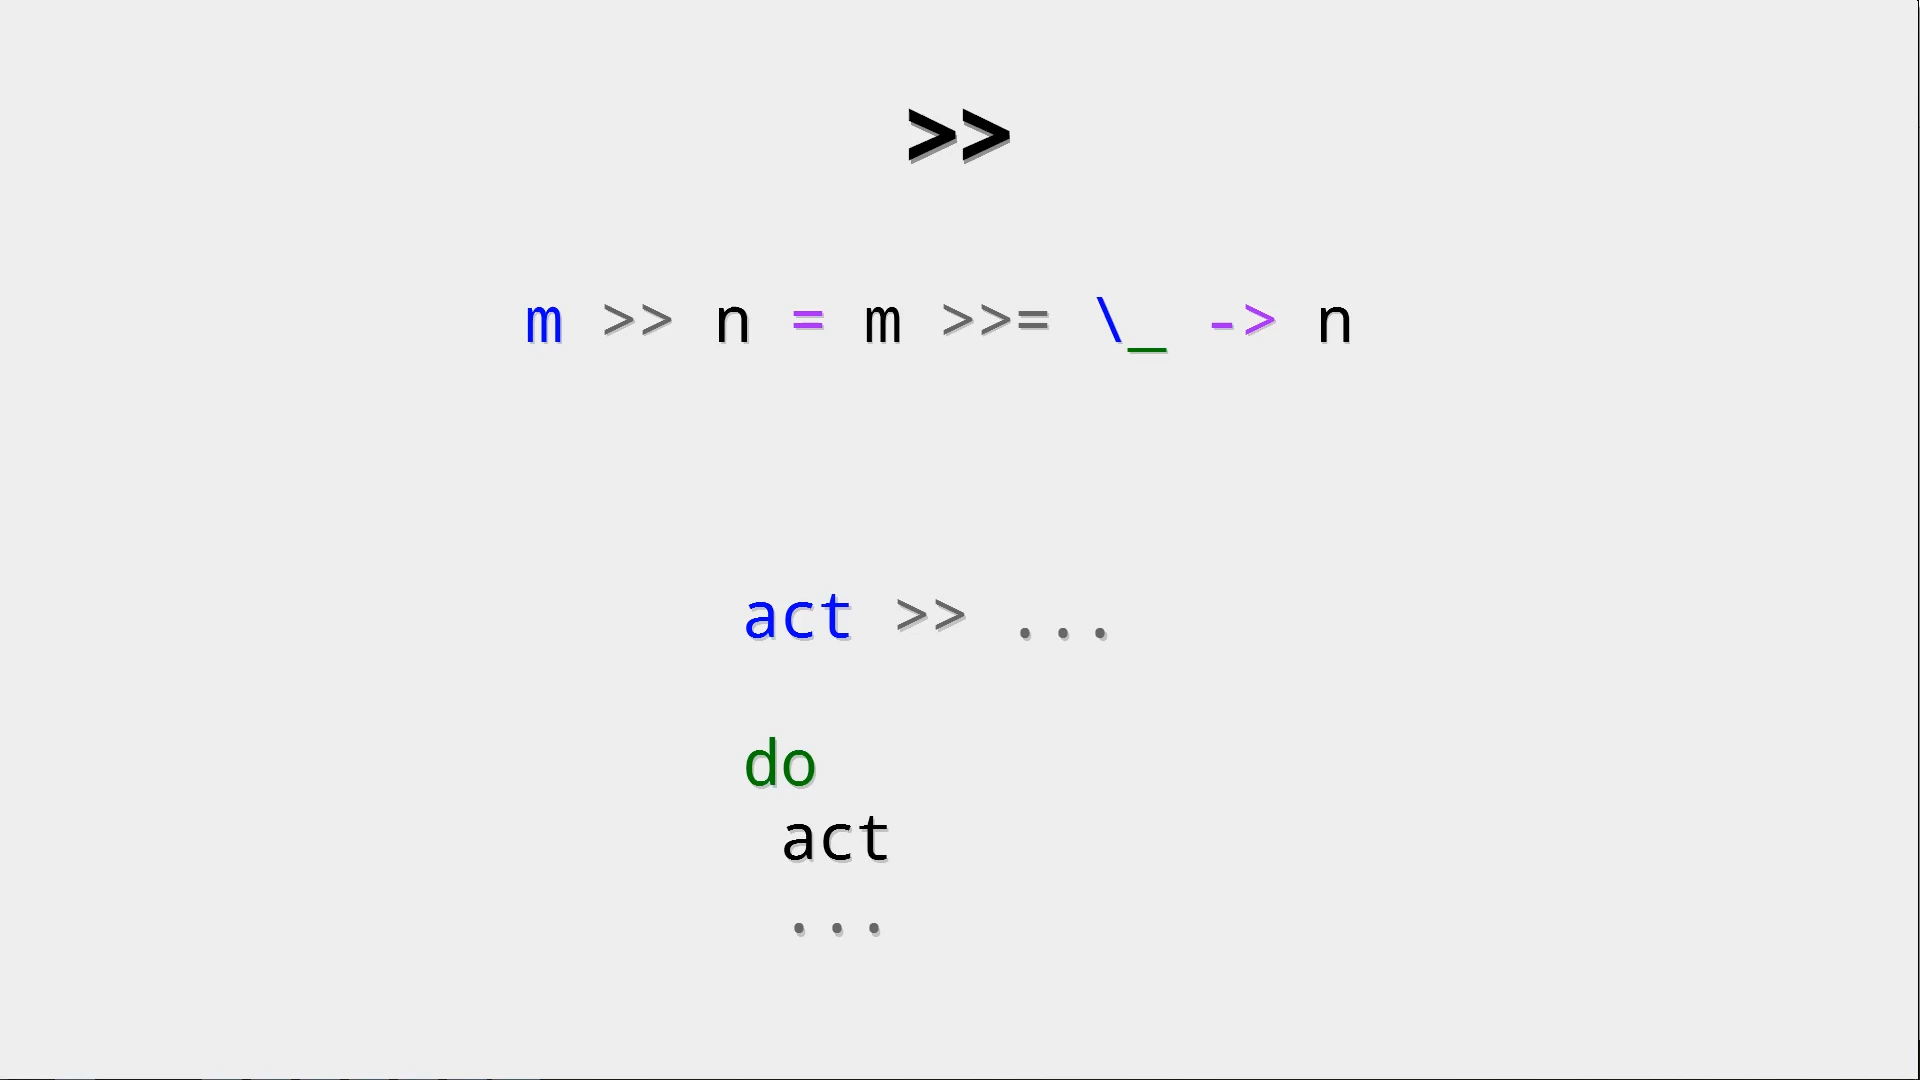 >>
m >> n = m >>= \_ -> n
act >> ...
do
act
...